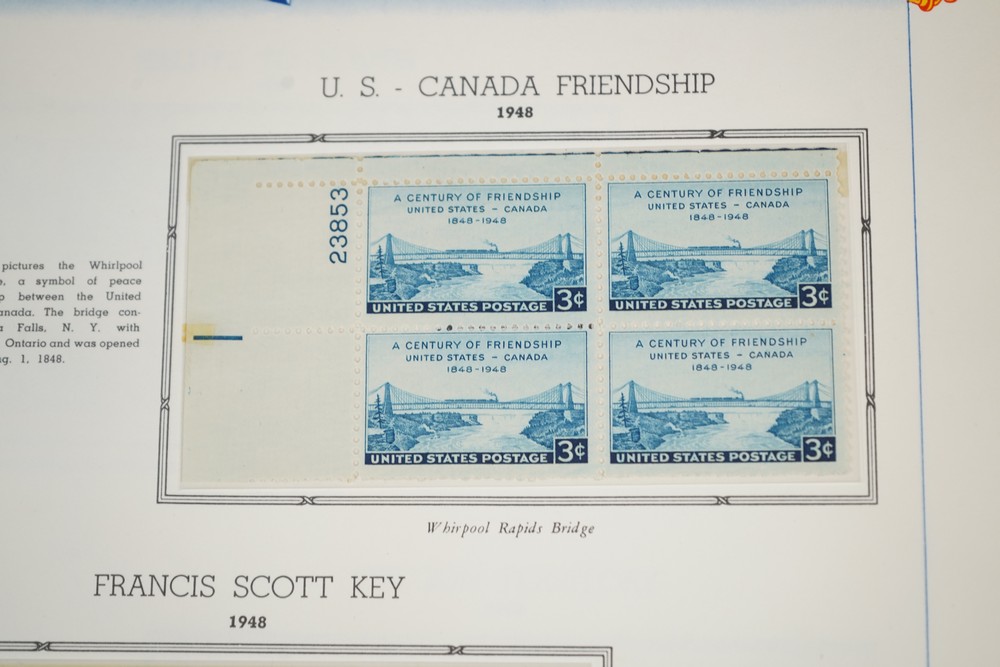 U. S. - CANADA FRIENDSHIP
1948
pictures the Whirlpool
a symbol of peace
between the United
The bridge con-
Falls, N. Y. with
Ontario and was opened
1, 1848.
23853
A CENTURY OF FRIENDSHIP
UNITED STATES - CANADA
1848-1948
UNITED STATES POSTAGE 3¢
A CENTURY OF FRIENDSHIP
UNITED STATES - CANADA
1848-1948
UNITED STATES POSTAGE 3¢
A CENTURY OF FRIENDSHIP
UNITED STATES - CANADA
1848-1948
UNITED STATES POSTAGE 3¢
A CENTURY OF FRIENDSHIP
UNITED STATES - CANADA
1848-1948
UNITED STATES POSTAGE 3¢
Whirpool Rapids Bridge
FRANCIS SCOTT KEY
1948